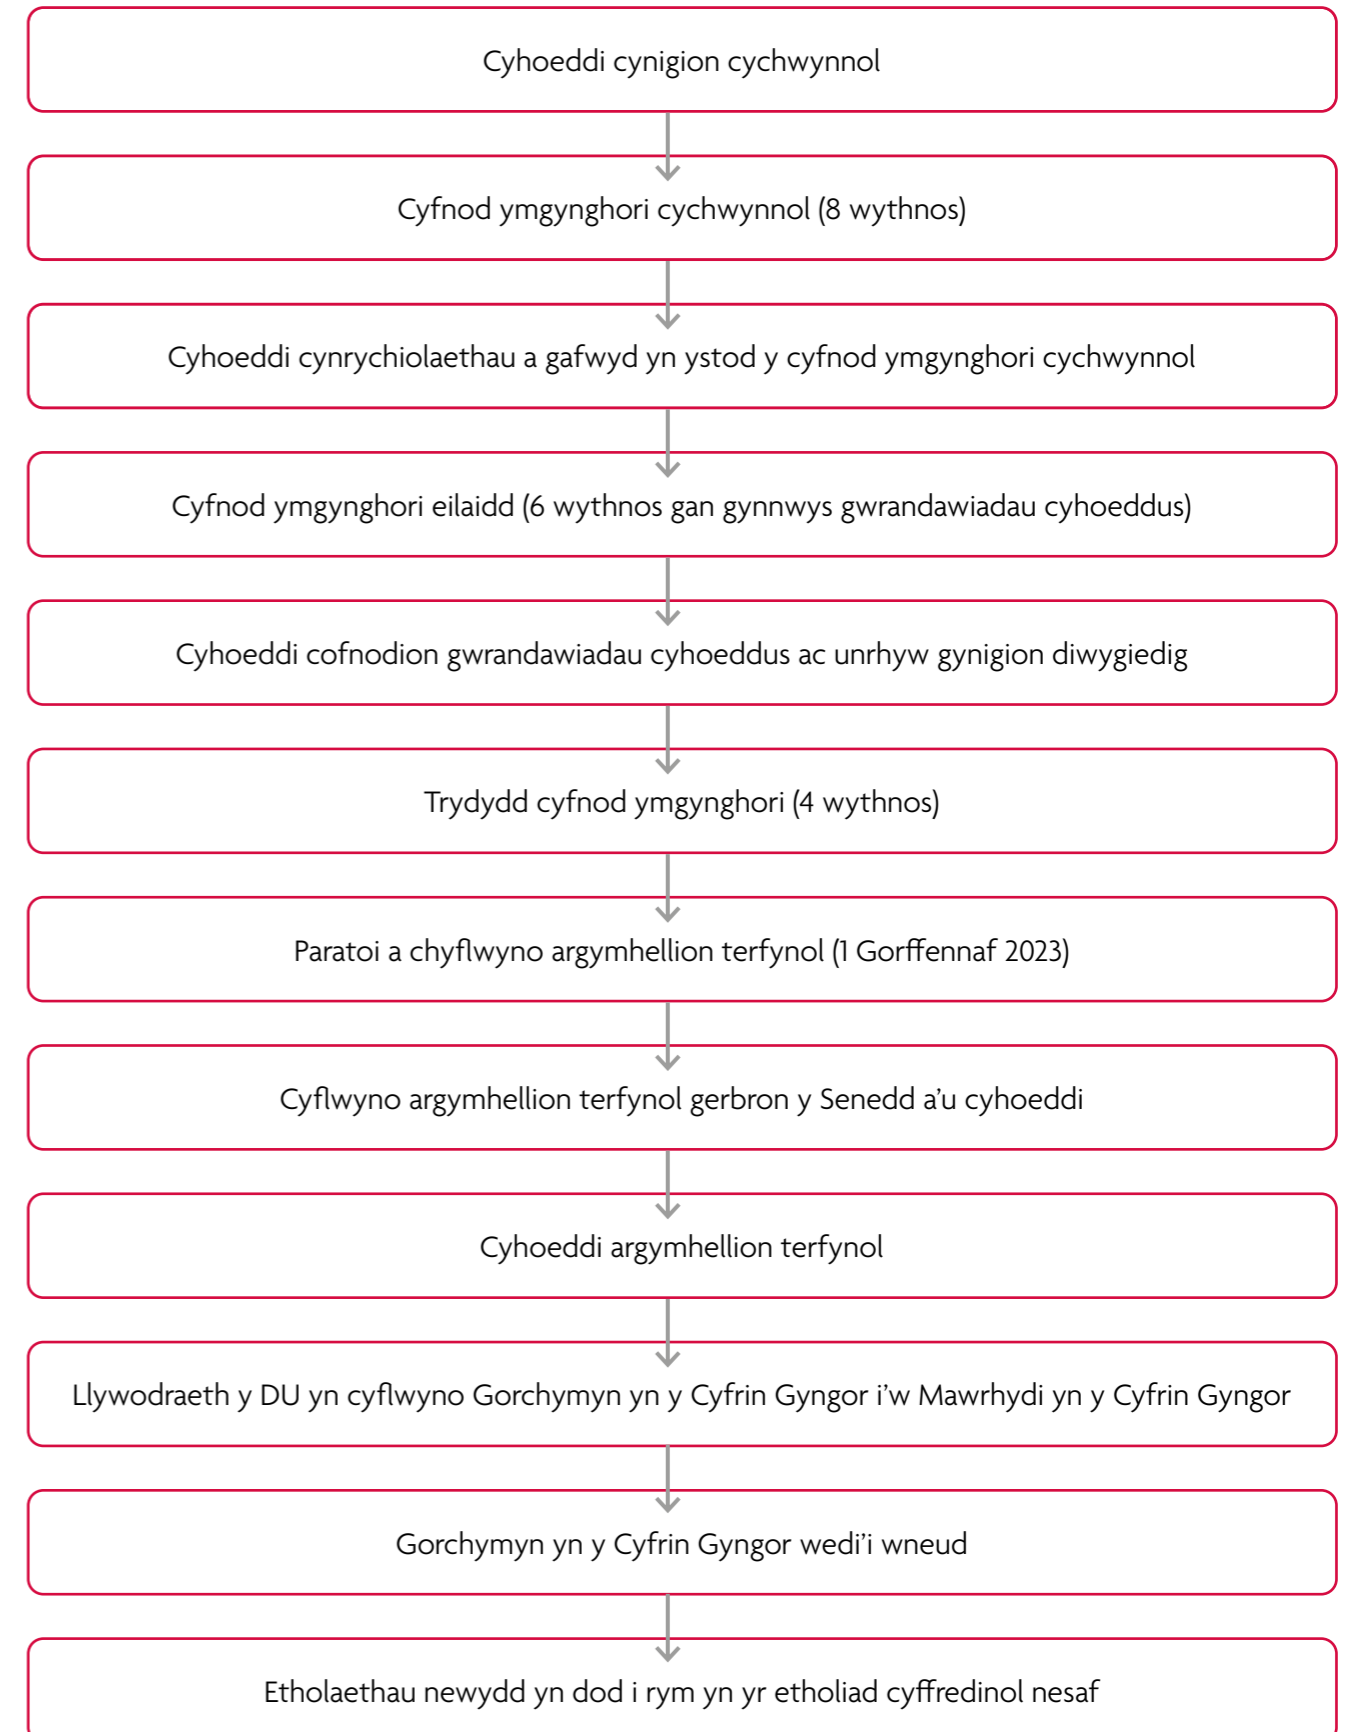 Cyhoeddi cynigion cychwynnol
Cyfnod ymgynghori cychwynnol (8 wythnos)
Cyhoeddi cynrychiolaethau a gafwyd yn ystod y cyfnod ymgynghori cychwynnol
Cyfnod ymgynghori eilaidd (6 wythnos gan gynnwys gwrandawiadau cyhoeddus)
Cyhoeddi cofnodion gwrandawiadau cyhoeddus ac unrhyw gynigion diwygiedig
Trydydd cyfnod ymgynghori (4 wythnos)
Paratoi a chyflwyno argymhellion terfynol (1 Gorffennaf 2023)
Cyflwyno argymhellion terfynol gerbron y Senedd a’u cyhoeddi
Cyhoeddi argymhellion terfynol
Llywodraeth y DU yn cyflwyno Gorchymyn yn y Cyfrin Gyngor i’w Mawrhydi yn y Cyfrin Gyngor
Gorchymyn yn y Cyfrin Gyngor wedi’i wneud
Etholaethau newydd yn dod i rym yn yr etholiad cyffredinol nesaf